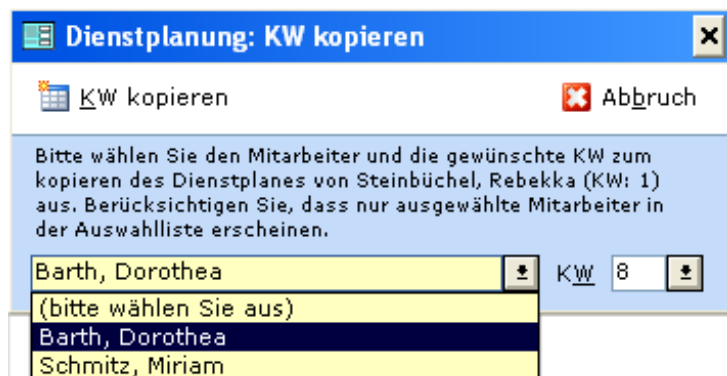 Dienstplanung: KW kopieren
KW kopieren
Abbruch
Bitte wählen Sie den Mitarbeiter und die gewünschte KW zum
kopieren des Dienstplanes von Steinbüchel, Rebekka (KW: 1)
aus. Berücksichtigen Sie, dass nur ausgewählte Mitarbeiter in
der Auswahlliste erscheinen.
Barth, Dorothea
KW 8
(bitte wählen Sie aus)
Barth, Dorothea
Schmitz, Miriam